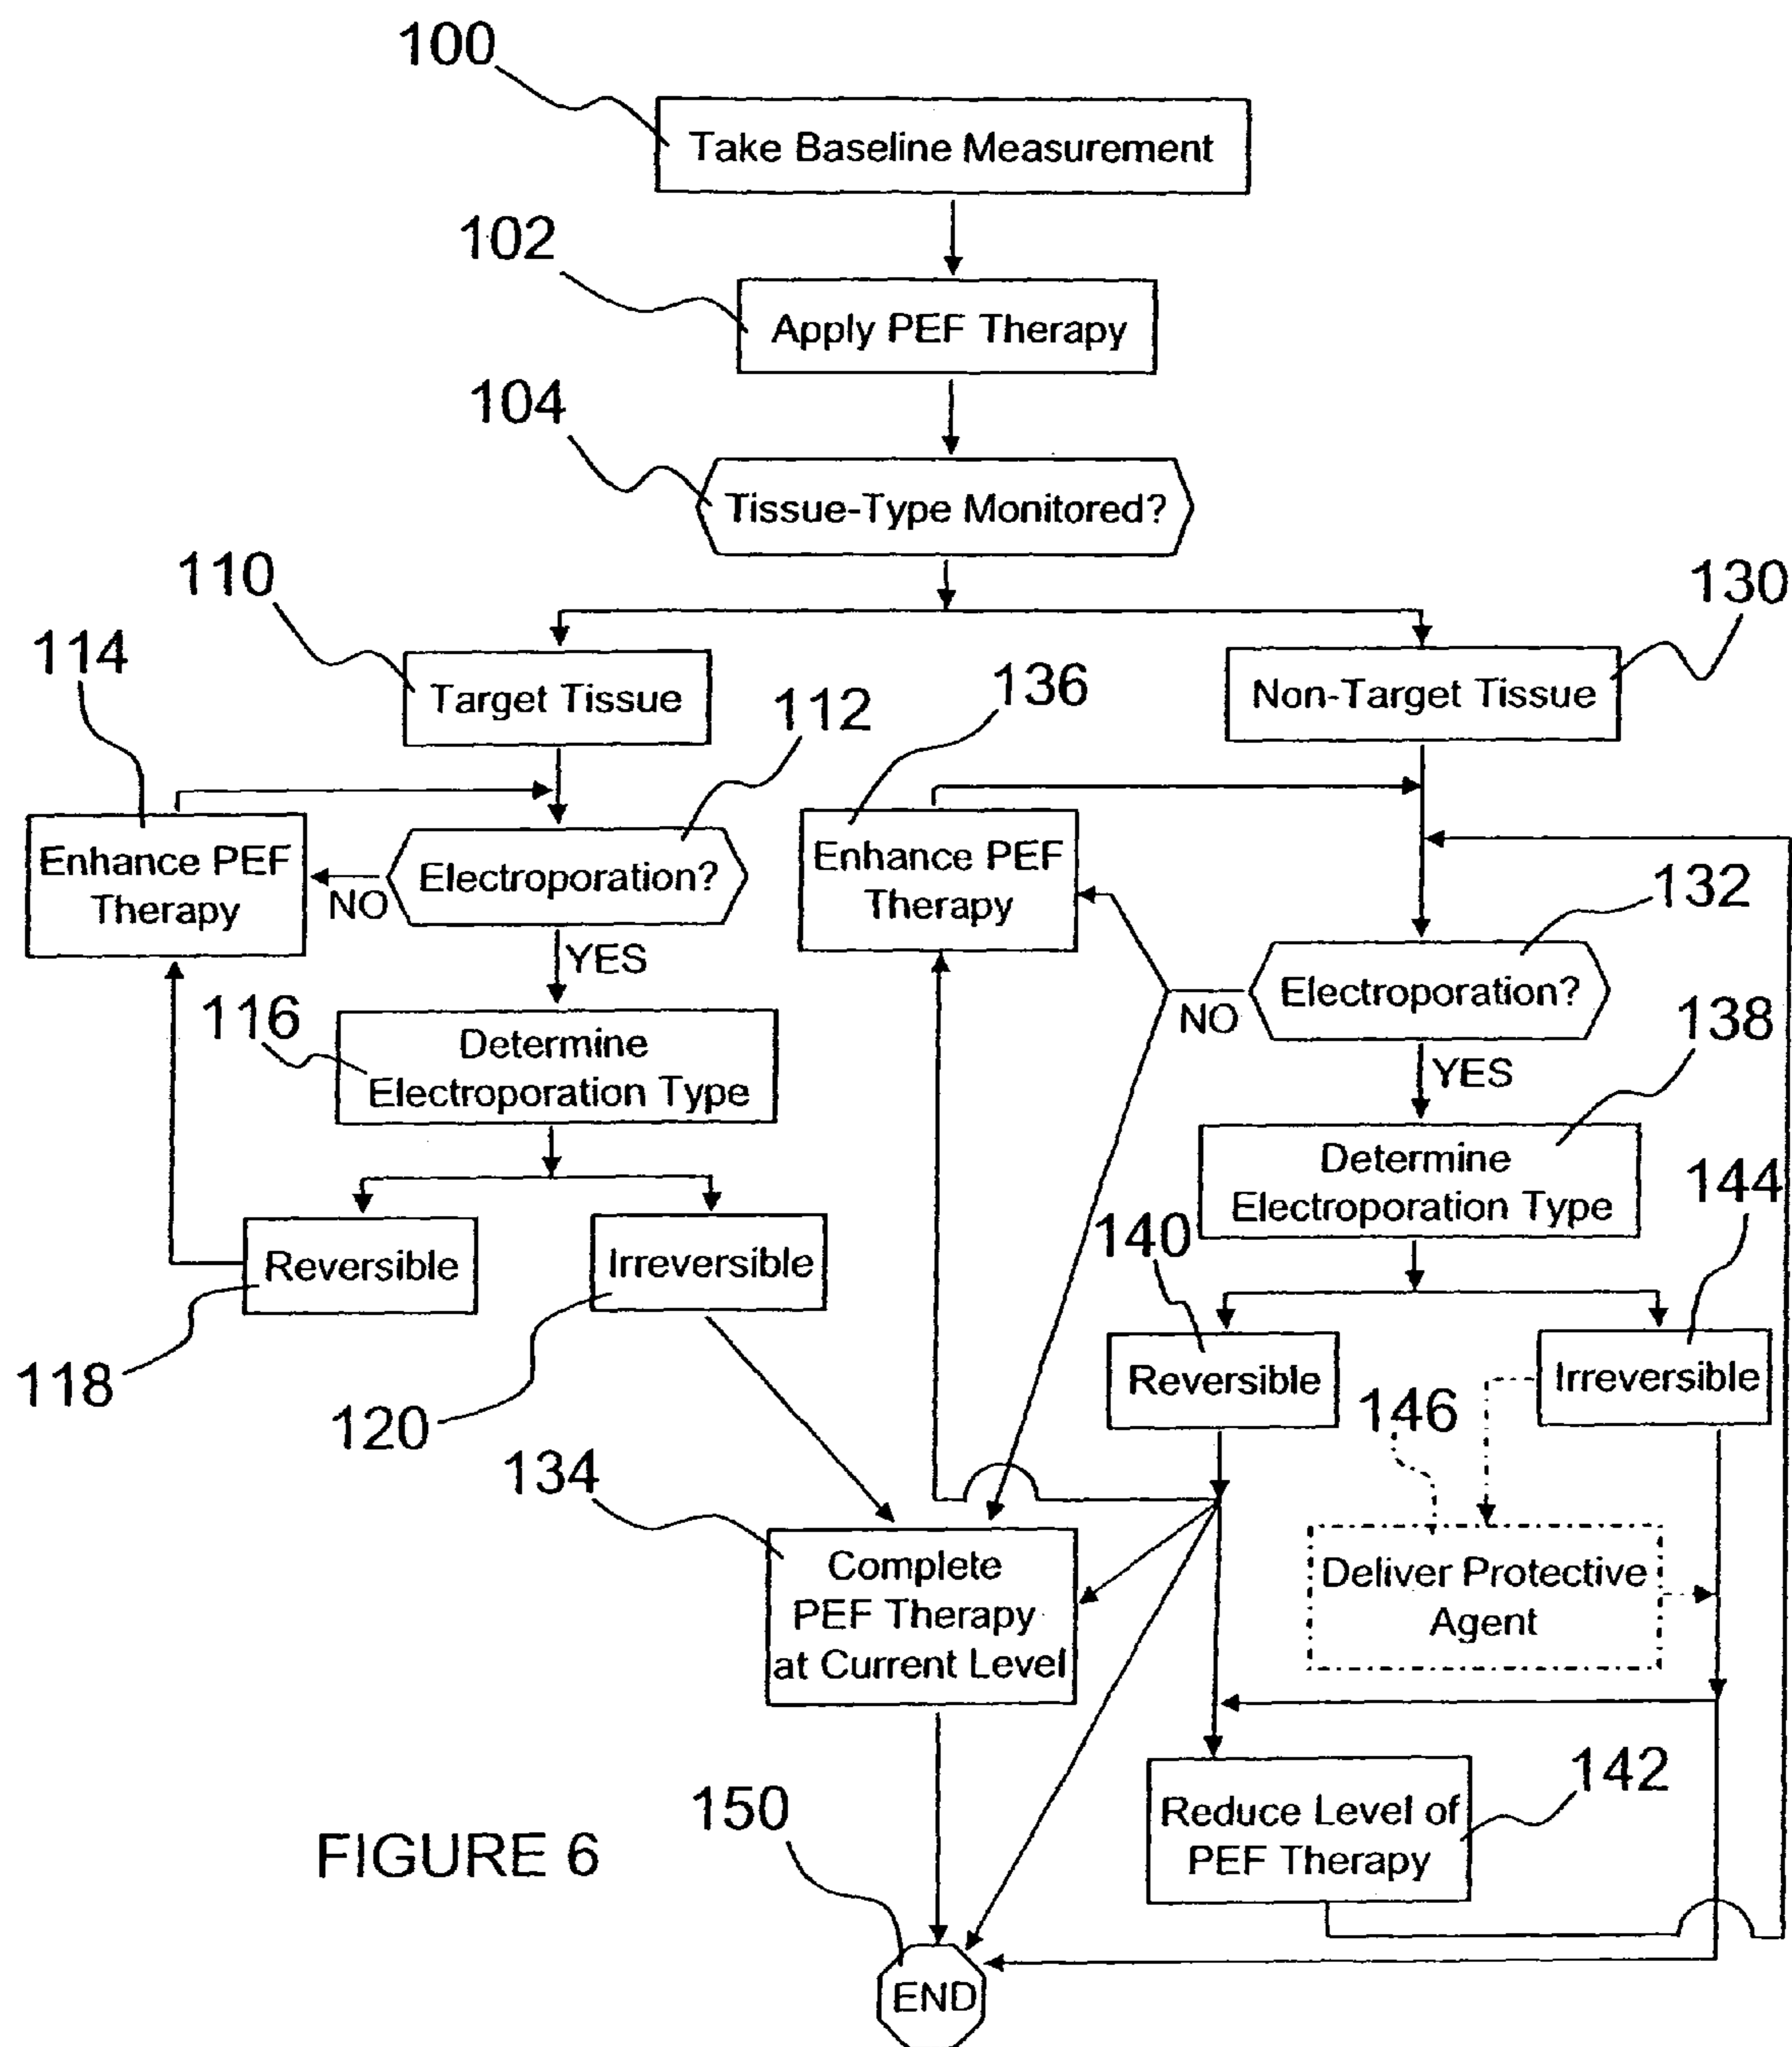 100
Take Baseline Measurement
102
Apply PEF Therapy
104
Tissue-Type Monitored?
110
130
114
Target Tissue
136
Non-Target Tissue
112
Enhance PEF
Therapy
NO
Electroporation?
YES
Enhance PEF
Therapy
132
NO
Electroporation?
YES
116
Determine
Electroporation Type
138
Determine
Electroporation Type
144
Reversible
Irreversible
140
118
120
Reversible
146
Irreversible
134
Complete
PEF Therapy
at Current Level
Deliver Protective
Agent
150
Reduce Level of
PEF Therapy
142
FIGURE 6
END